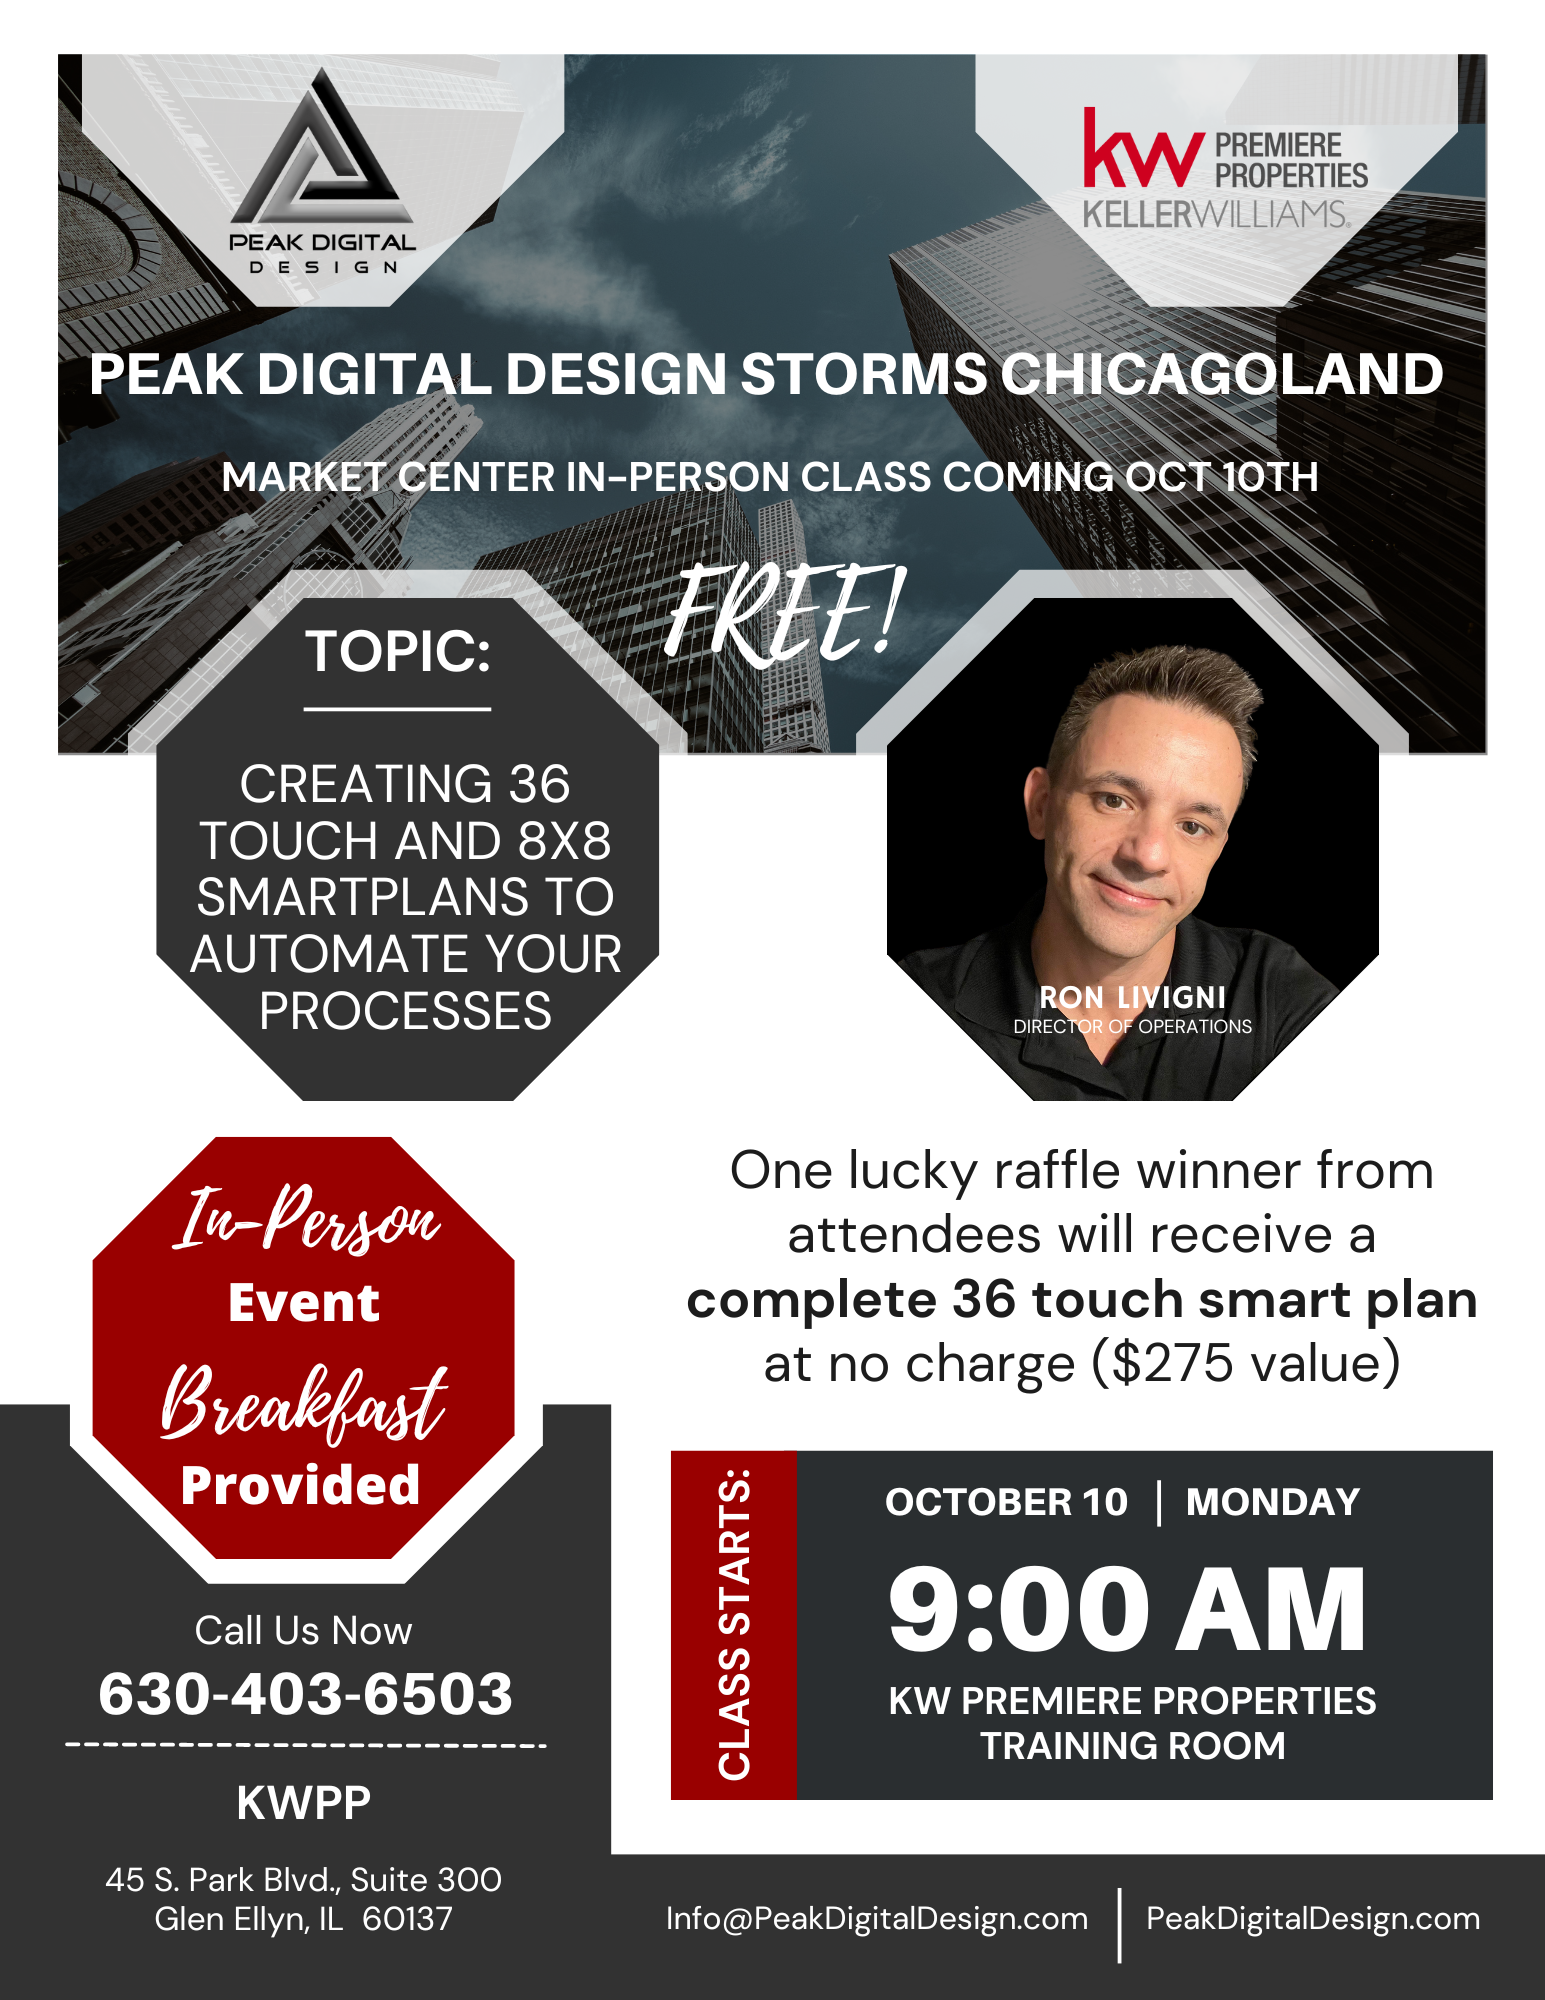 PEAK DIGITAL
DESIGN
kw PREMIERE
PROPERTIES
KELLERWILLIAMS®
PEAK DIGITAL DESIGN STORMS CHICAGOLAND
MARKET CENTER IN-PERSON CLASS COMING OCT 10TH
FREE!
TOPIC:
CREATING 36
TOUCH AND 8X8
SMARTPLANS TO
AUTOMATE YOUR
PROCESSES
RON LIVIGNI
DIRECTOR OF OPERATIONS
In-Person
Event
Breakfast
Provided
One lucky raffle winner from
attendees will receive a
complete 36 touch smart plan
at no charge ($275 value)
CLASS STARTS:
OCTOBER 10 | MONDAY
9:00 AM
KW PREMIERE PROPERTIES
TRAINING ROOM
Call Us Now
630-403-6503
KWPP
45 S. Park Blvd., Suite 300
Glen Ellyn, IL 60137
Info@PeakDigitalDesign.com | PeakDigitalDesign.com